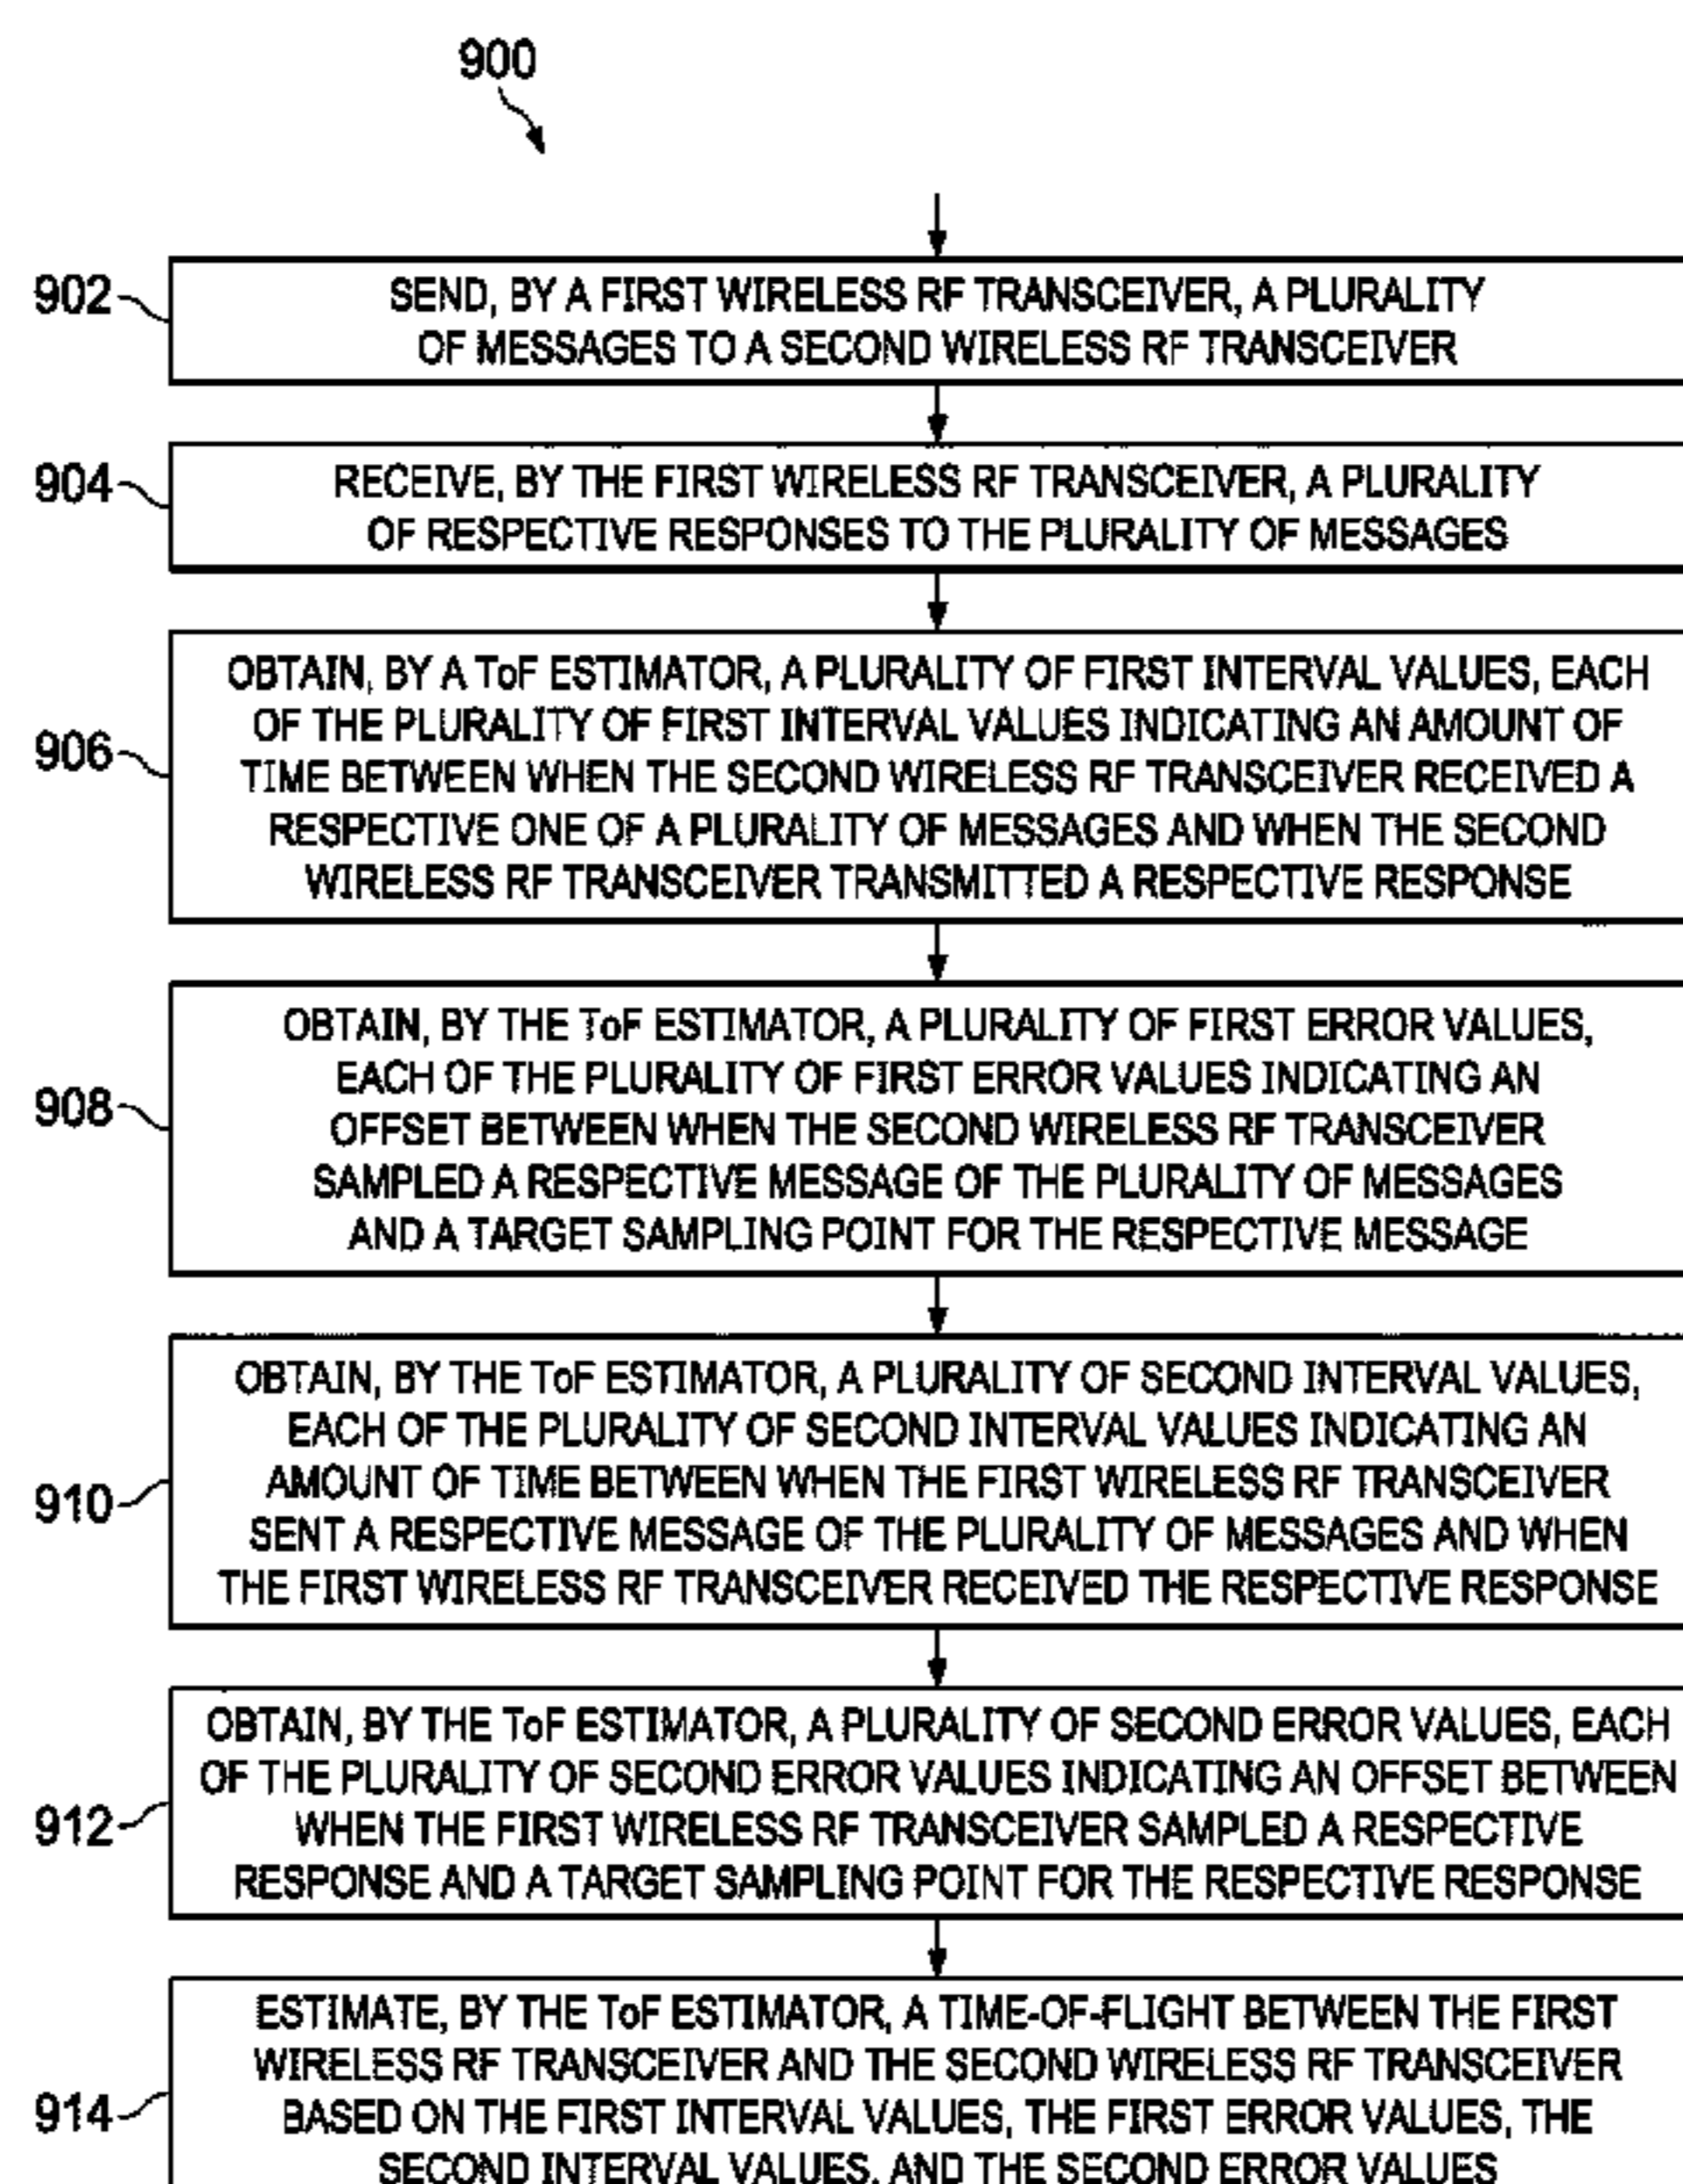 900
902
SEND, BY A FIRST WIRELESS RF TRANSCEIVER, A PLURALITY
OF MESSAGES TO A SECOND WIRELESS RF TRANSCEIVER
904
RECEIVE, BY THE FIRST WIRELESS RF TRANSCEIVER, A PLURALITY
OF RESPECTIVE RESPONSES TO THE PLURALITY OF MESSAGES
906
OBTAIN, BY A ToF ESTIMATOR, A PLURALITY OF FIRST INTERVAL VALUES, EACH
OF THE PLURALITY OF FIRST INTERVAL VALUES INDICATING AN AMOUNT OF
TIME BETWEEN WHEN THE SECOND WIRELESS RF TRANSCEIVER RECEIVED A
RESPECTIVE ONE OF A PLURALITY OF MESSAGES AND WHEN THE SECOND
WIRELESS RF TRANSCEIVER TRANSMITTED A RESPECTIVE RESPONSE
908
OBTAIN, BY THE ToF ESTIMATOR, A PLURALITY OF FIRST ERROR VALUES,
EACH OF THE PLURALITY OF FIRST ERROR VALUES INDICATING AN
OFFSET BETWEEN WHEN THE SECOND WIRELESS RF TRANSCEIVER
SAMPLED A RESPECTIVE MESSAGE OF THE PLURALITY OF MESSAGES
AND A TARGET SAMPLING POINT FOR THE RESPECTIVE MESSAGE
910
OBTAIN, BY THE ToF ESTIMATOR, A PLURALITY OF SECOND INTERVAL VALUES,
EACH OF THE PLURALITY OF SECOND INTERVAL VALUES INDICATING AN
AMOUNT OF TIME BETWEEN WHEN THE FIRST WIRELESS RF TRANSCEIVER
SENT A RESPECTIVE MESSAGE OF THE PLURALITY OF MESSAGES AND WHEN
THE FIRST WIRELESS RF TRANSCEIVER RECEIVED THE RESPECTIVE RESPONSE
912
OBTAIN, BY THE ToF ESTIMATOR, A PLURALITY OF SECOND ERROR VALUES, EACH
OF THE PLURALITY OF SECOND ERROR VALUES INDICATING AN OFFSET BETWEEN
WHEN THE FIRST WIRELESS RF TRANSCEIVER SAMPLED A RESPECTIVE
RESPONSE AND A TARGET SAMPLING POINT FOR THE RESPECTIVE RESPONSE
914
ESTIMATE, BY THE ToF ESTIMATOR, A TIME-OF-FLIGHT BETWEEN THE FIRST
WIRELESS RF TRANSCEIVER AND THE SECOND WIRELESS RF TRANSCEIVER
BASED ON THE FIRST INTERVAL VALUES, THE FIRST ERROR VALUES, THE
SECOND INTERVAL VALUES, AND THE SECOND ERROR VALUES